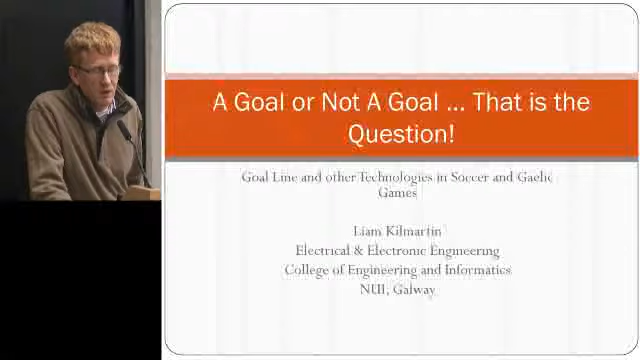 A Goal or Not A Goal ... That is the
Question!
Goal Line and other Technologies in Soccer and Gaelic
Games
Liam Kilmartin
Electrical & Electronic Engineering
College of Engineering and Informatics
NUI, Galway